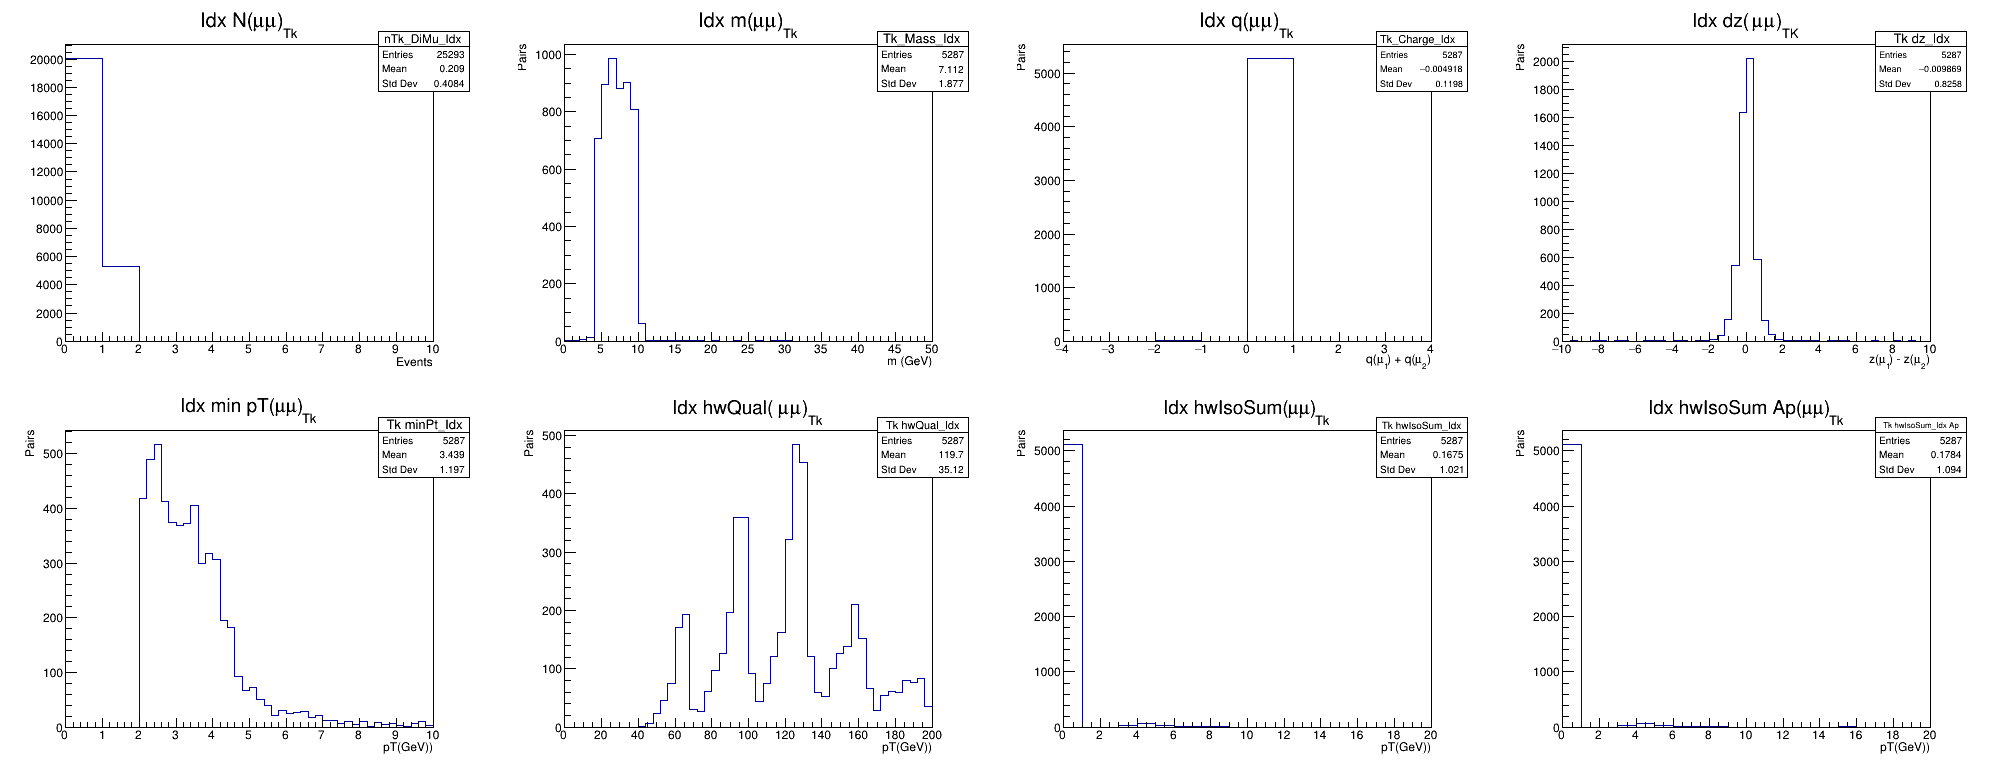 Idx N(μμ)Tk
nTk_DiMu_Idx
Entries 25293
Mean 0.209
Std Dev 0.4084
20000
18000
16000
14000
12000
10000
8000
6000
4000
2000
0
0 1 2 3 4 5 6 7 8 9 10
Events
Idx m(μμ)Tk
Tk_Mass_Idx
Entries 5287
Mean 7.112
Std Dev 1.877
Pairs
1000
800
600
400
200
0
0 5 10 15 20 25 30 35 40 45 50
m (GeV)
Idx q(μμ)Tk
Tk_Charge_Idx
Entries 5287
Mean −0.004918
Std Dev 0.1198
Pairs
5000
4000
3000
2000
1000
0
−4 −3 −2 −1 0 1 2 3 4
q(μ1) + q(μ2)
Idx dz( μμ)TK
Tk dz_Idx
Entries 5287
Mean −0.009869
Std Dev 0.8258
Pairs
2000
1800
1600
1400
1200
1000
800
600
400
200
0
−10 −8 −6 −4 −2 0 2 4 6 8 10
z(μ1) - z(μ2)
Idx min pT(μμ)Tk
Tk minPt_Idx
Entries 5287
Mean 3.439
Std Dev 1.197
Pairs
500
400
300
200
100
0
0 1 2 3 4 5 6 7 8 9 10
pT(GeV))
Idx hwQual( μμ)Tk
Tk hwQual_Idx
Entries 5287
Mean 119.7
Std Dev 35.12
Pairs
500
400
300
200
100
0
0 20 40 60 80 100 120 140 160 180 200
pT(GeV))
Idx hwIsoSum(μμ)Tk
Tk hwIsoSum_Idx
Entries 5287
Mean 0.1675
Std Dev 1.021
Pairs
5000
4000
3000
2000
1000
0
0 2 4 6 8 10 12 14 16 18 20
pT(GeV))
Idx hwIsoSum Ap(μμ)Tk
Tk hwIsoSum_Idx Ap
Entries 5287
Mean 0.1784
Std Dev 1.094
Pairs
5000
4000
3000
2000
1000
0
0 2 4 6 8 10 12 14 16 18 20
pT(GeV))